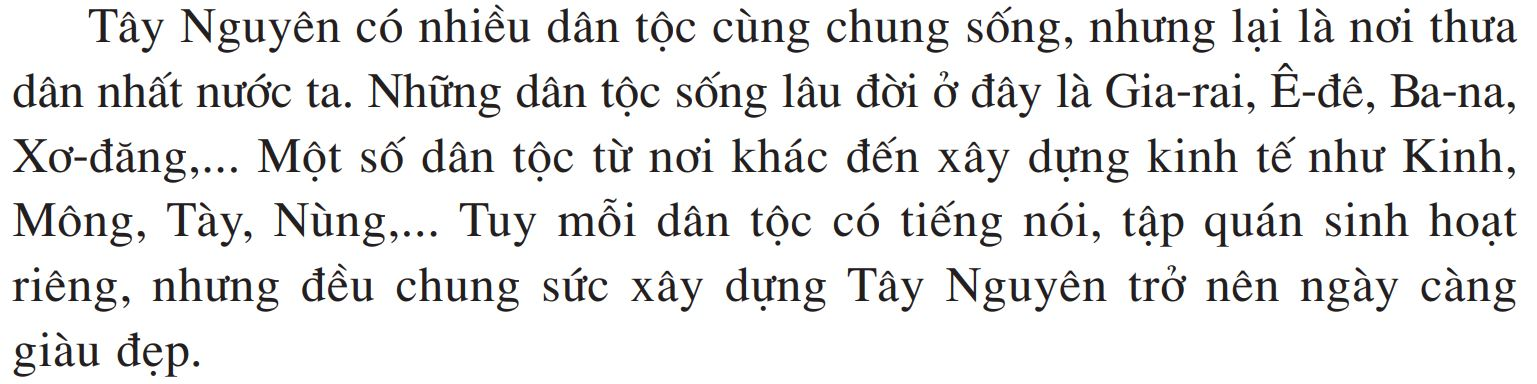 Tây Nguyên có nhiều dân tộc cùng chung sống, nhưng lại là nơi thưa
dân nhất nước ta. Những dân tộc sống lâu đời ở đây là Gia-rai, Ê-đê, Ba-na,
Xơ-đăng,... Một số dân tộc từ nơi khác đến xây dựng kinh tế như Kinh,
Mông, Tày, Nùng,... Tuy mỗi dân tộc có tiếng nói, tập quán sinh hoạt
riêng, nhưng đều chung sức xây dựng Tây Nguyên trở nên ngày càng
giàu đẹp.